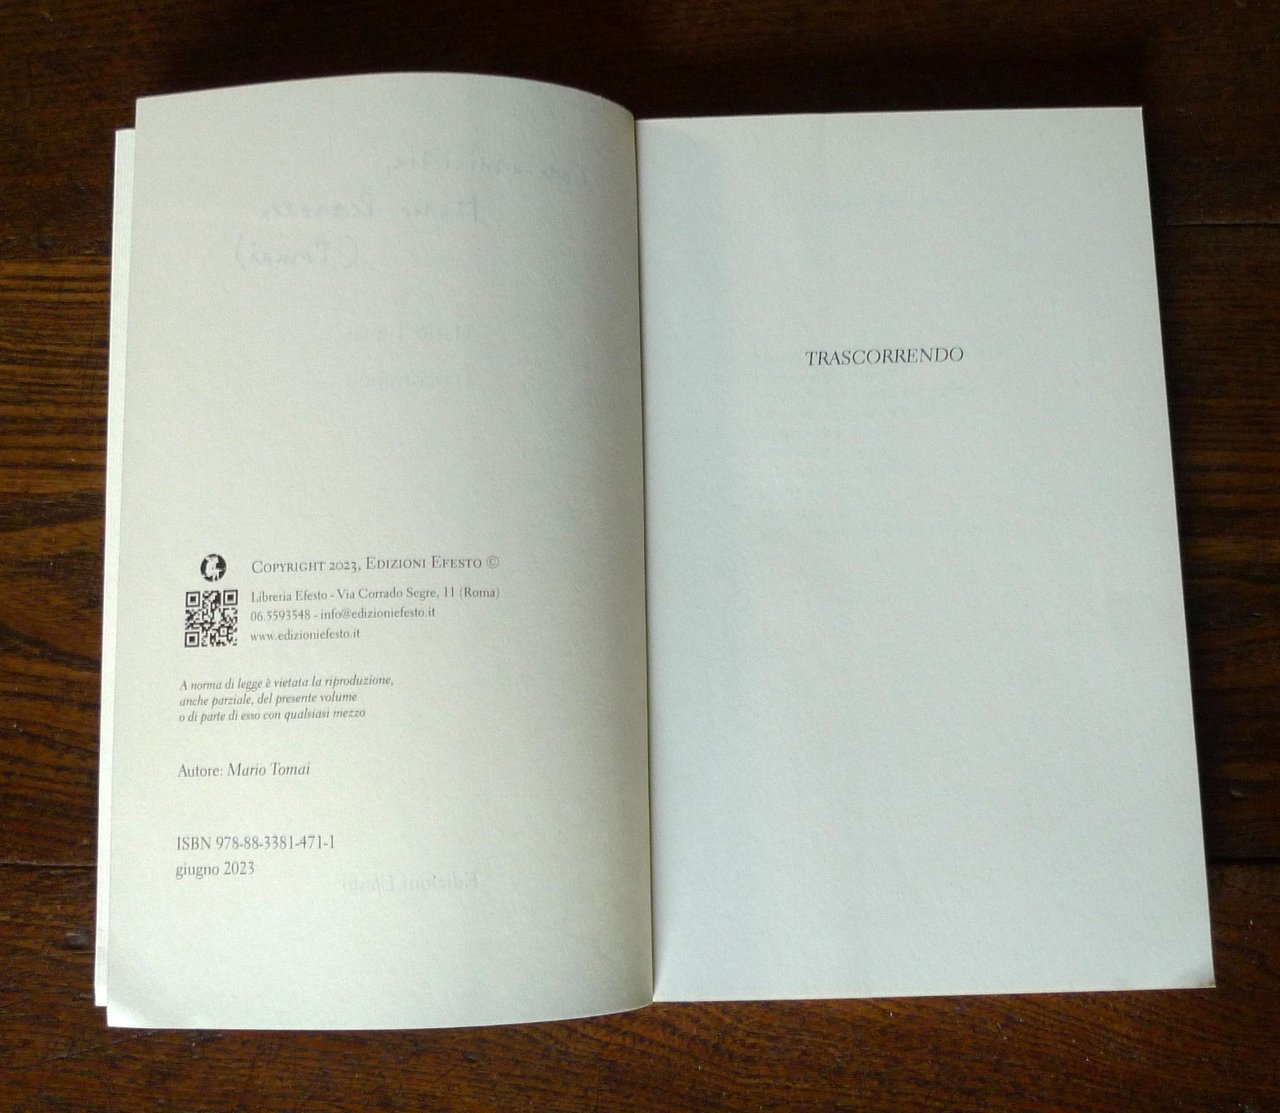 COPYRIGHT 2023, EDIZIONI EFESTO ©
Libreria Efesto - Via Corrado Segre, 11 (Roma)
06.5593548 - info@edizioniefesto.it
www.edizioniefesto.it
A norma di legge è vietata la riproduzione,
anche parziale, del presente volume
o di parte di esso con qualsiasi mezzo
Autore: Mario Tomai
ISBN 978-88-3381-471-1
giugno 2023
Edizioni Efesto
TRASCORRENDO